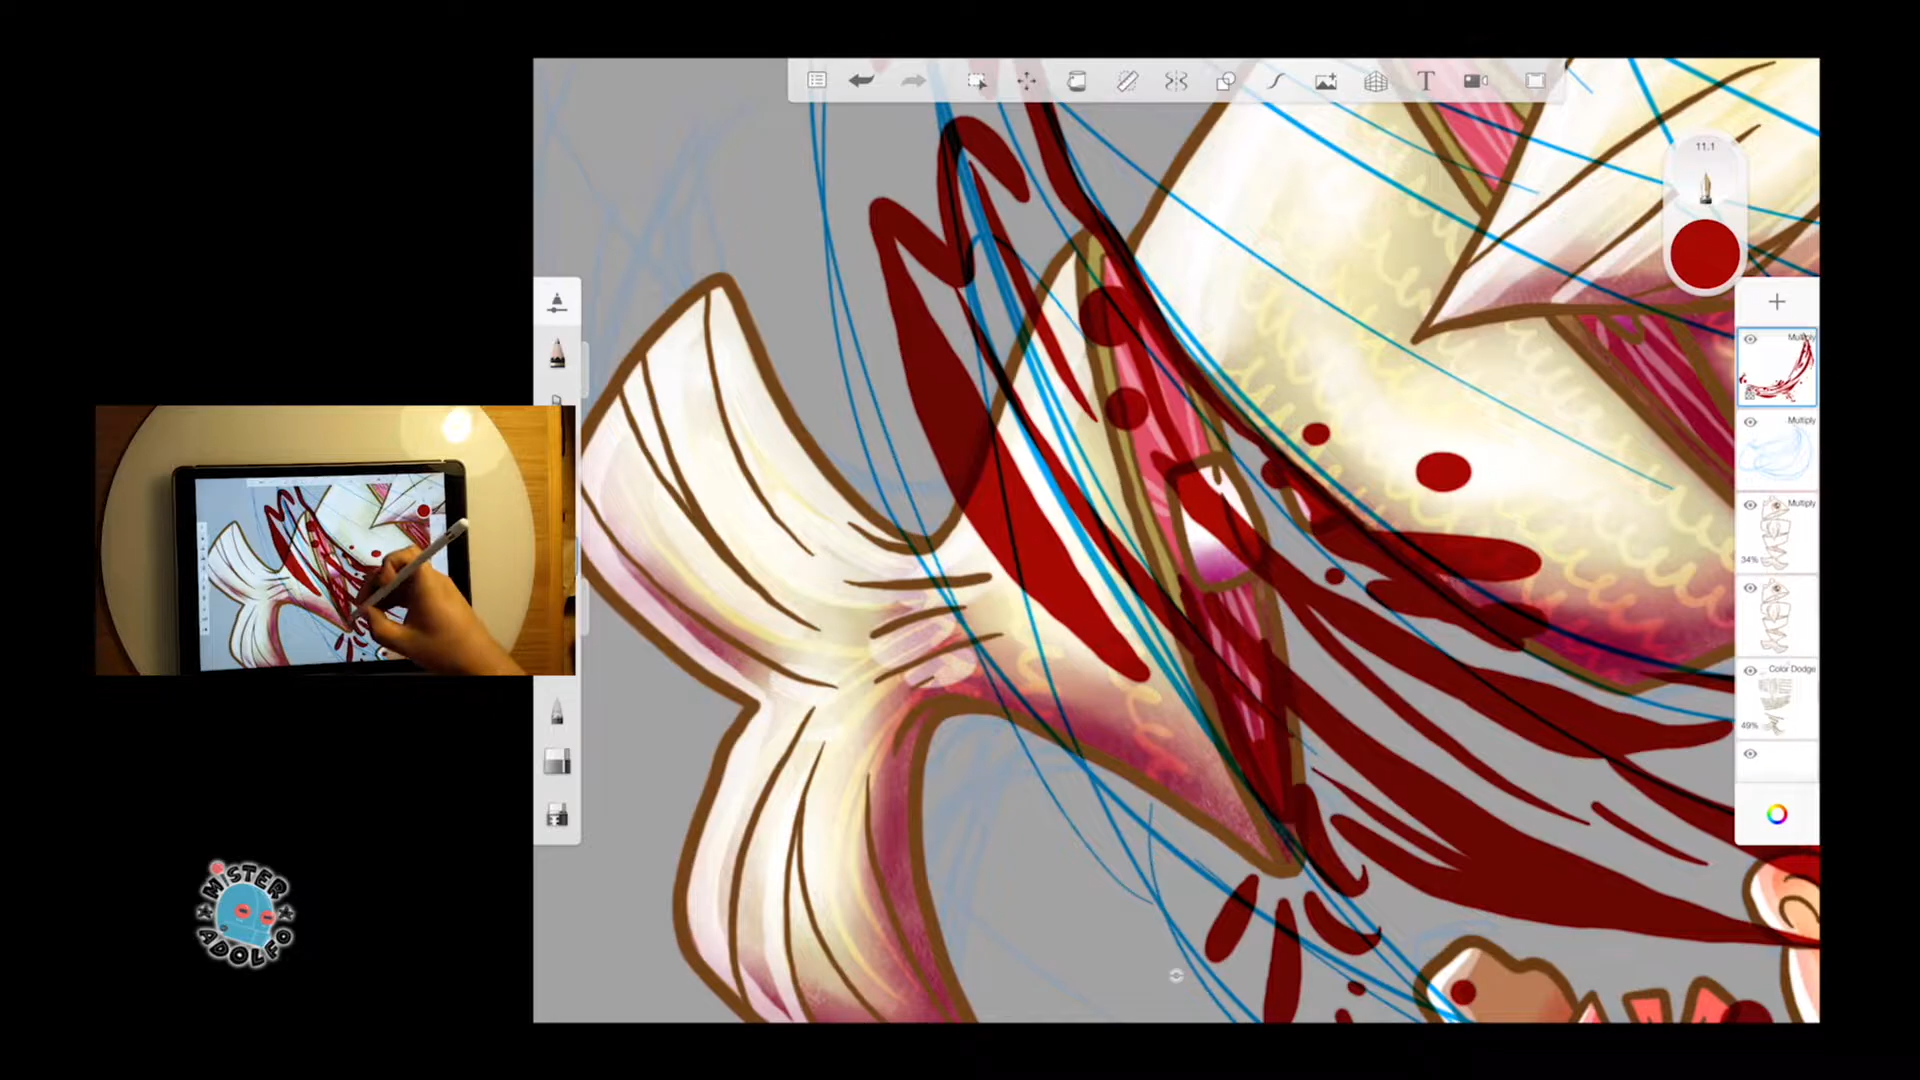 11.1
Multiply
Multiply
Multiply
34%
Color Dodge
49%
T
MISTER
ADOLFO